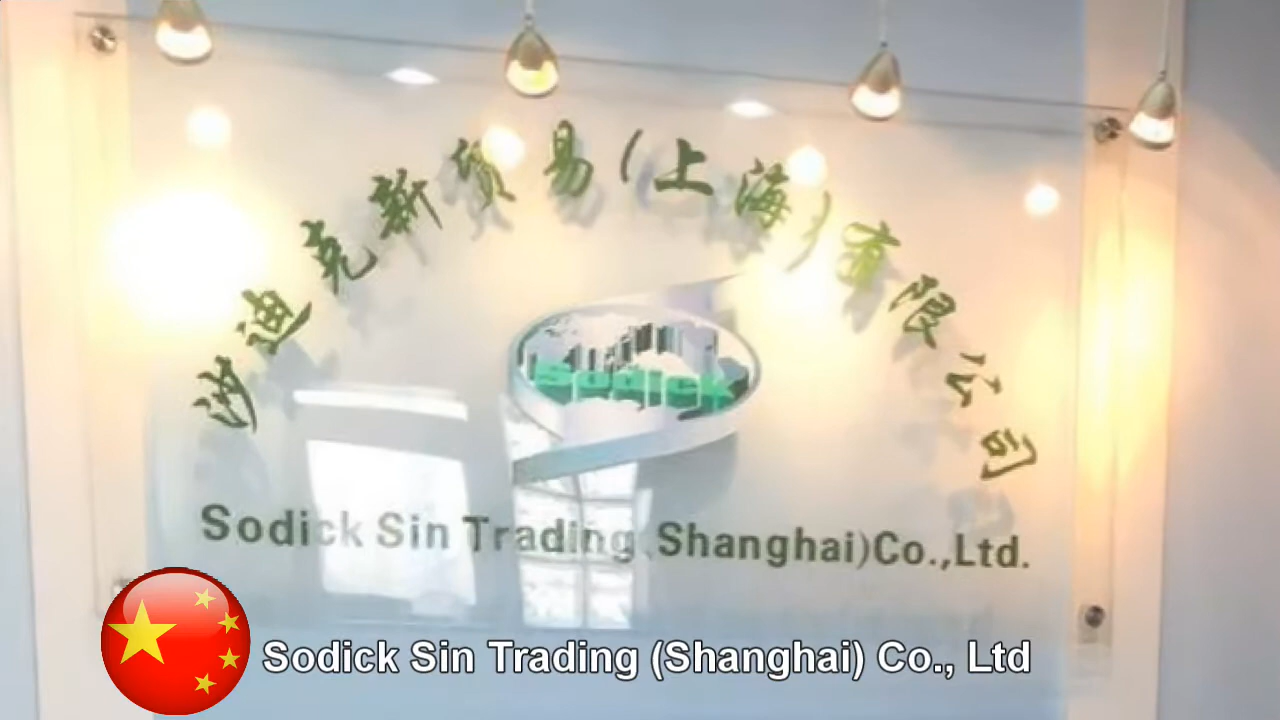 沙迪克新贸易(上海)有限公司
Sodick
Sodick Sin Trading (Shanghai)Co.,Ltd.
Sodick Sin Trading (Shanghai) Co., Ltd